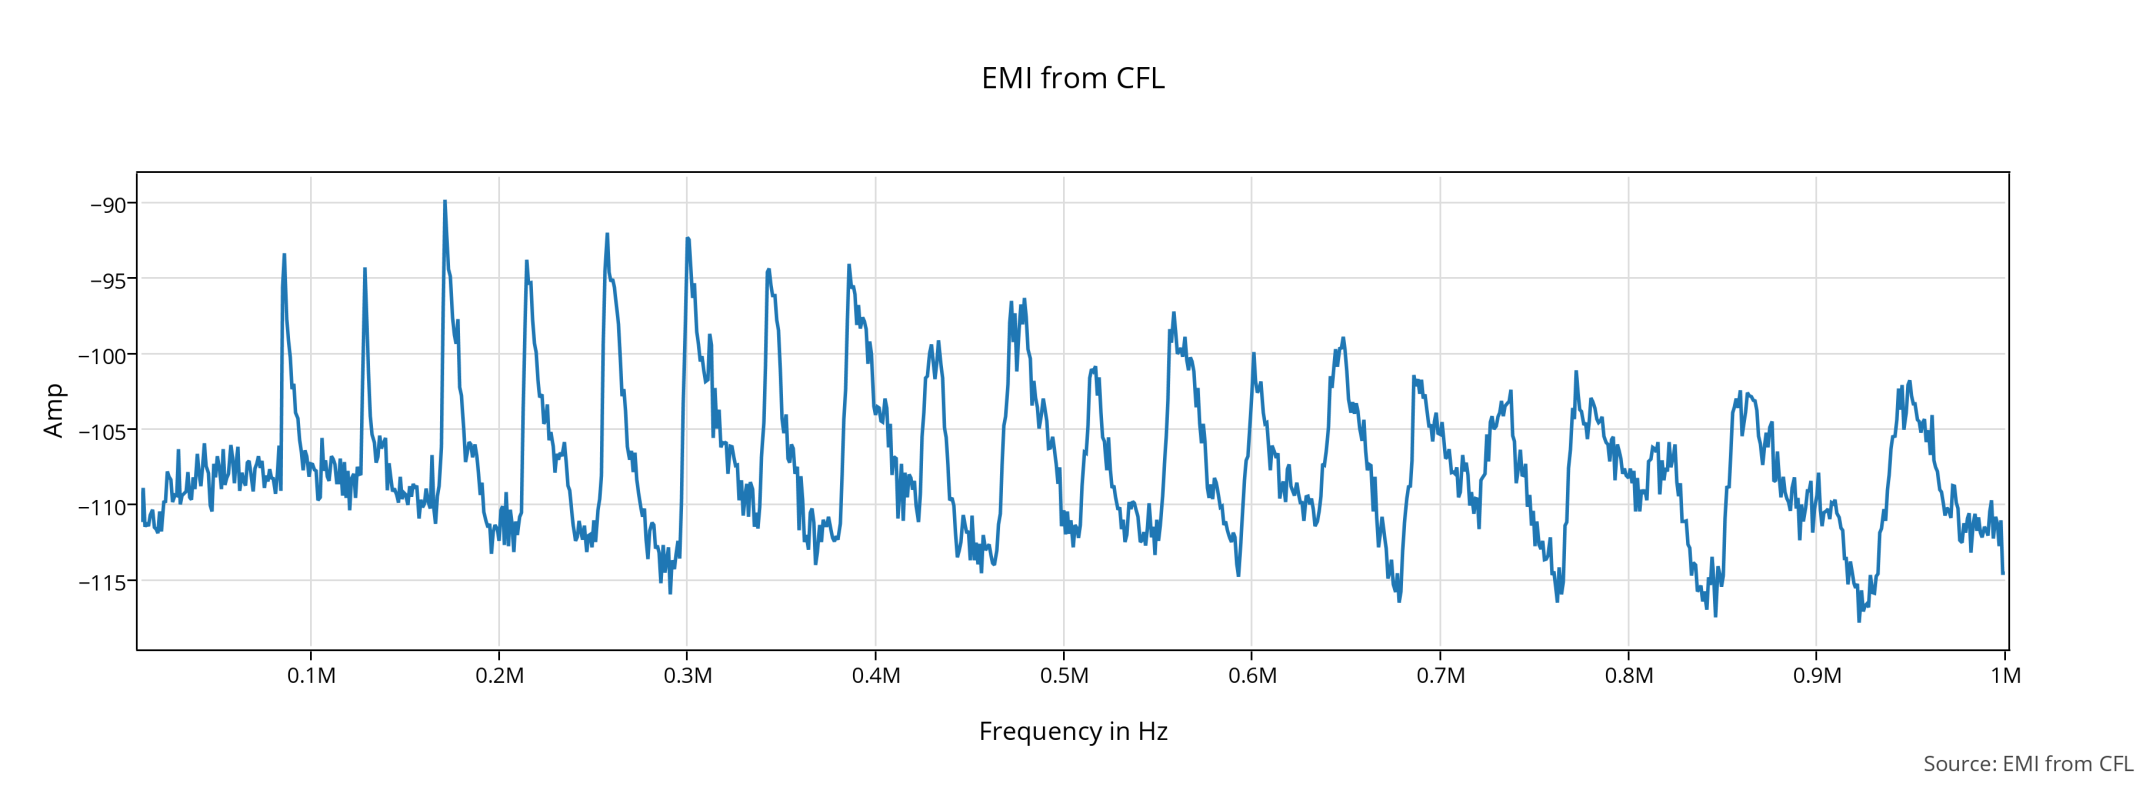 EMI from CFL
Amp
−90
−95
−100
−105
−110
−115
0.1M 0.2M 0.3M 0.4M 0.5M 0.6M 0.7M 0.8M 0.9M 1M
Frequency in Hz
Source: EMI from CFL